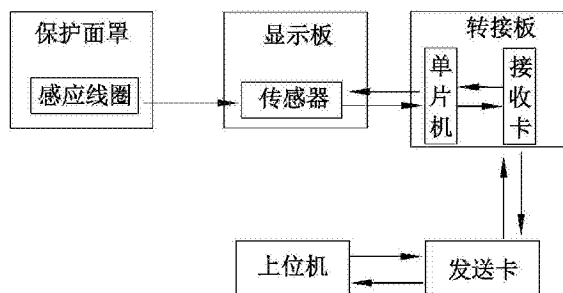 保护面罩
感应线圈
显示板
传感器
转接板
单片机
接收卡
上位机
发送卡